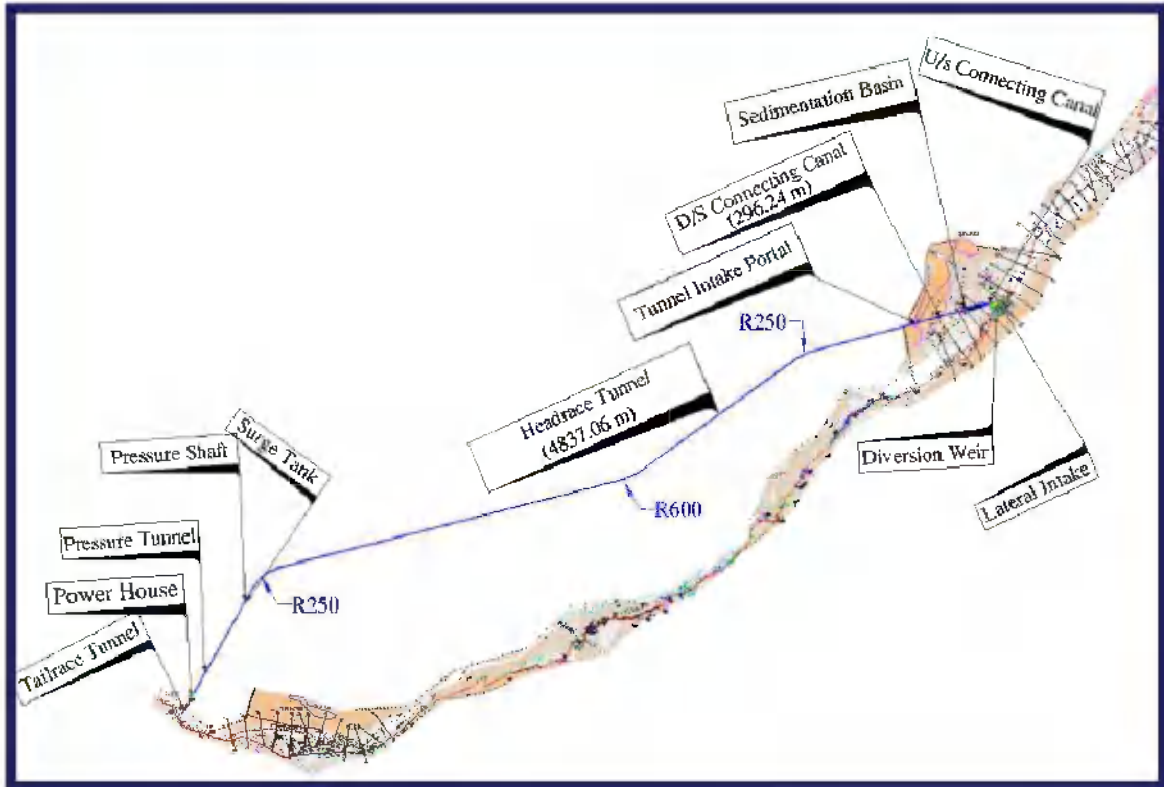 U/s Connecting Canal
Sedimentation Basin
D/S Connecting Canal
(296.24 m)
Tunnel Intake Portal
R250
Headrace Tunnel
(4837.06 m)
Surge Tank
Pressure Shaft
Diversion Weir
Lateral Intake
R600
Pressure Tunnel
Power House
R250
Tailrace Tunnel